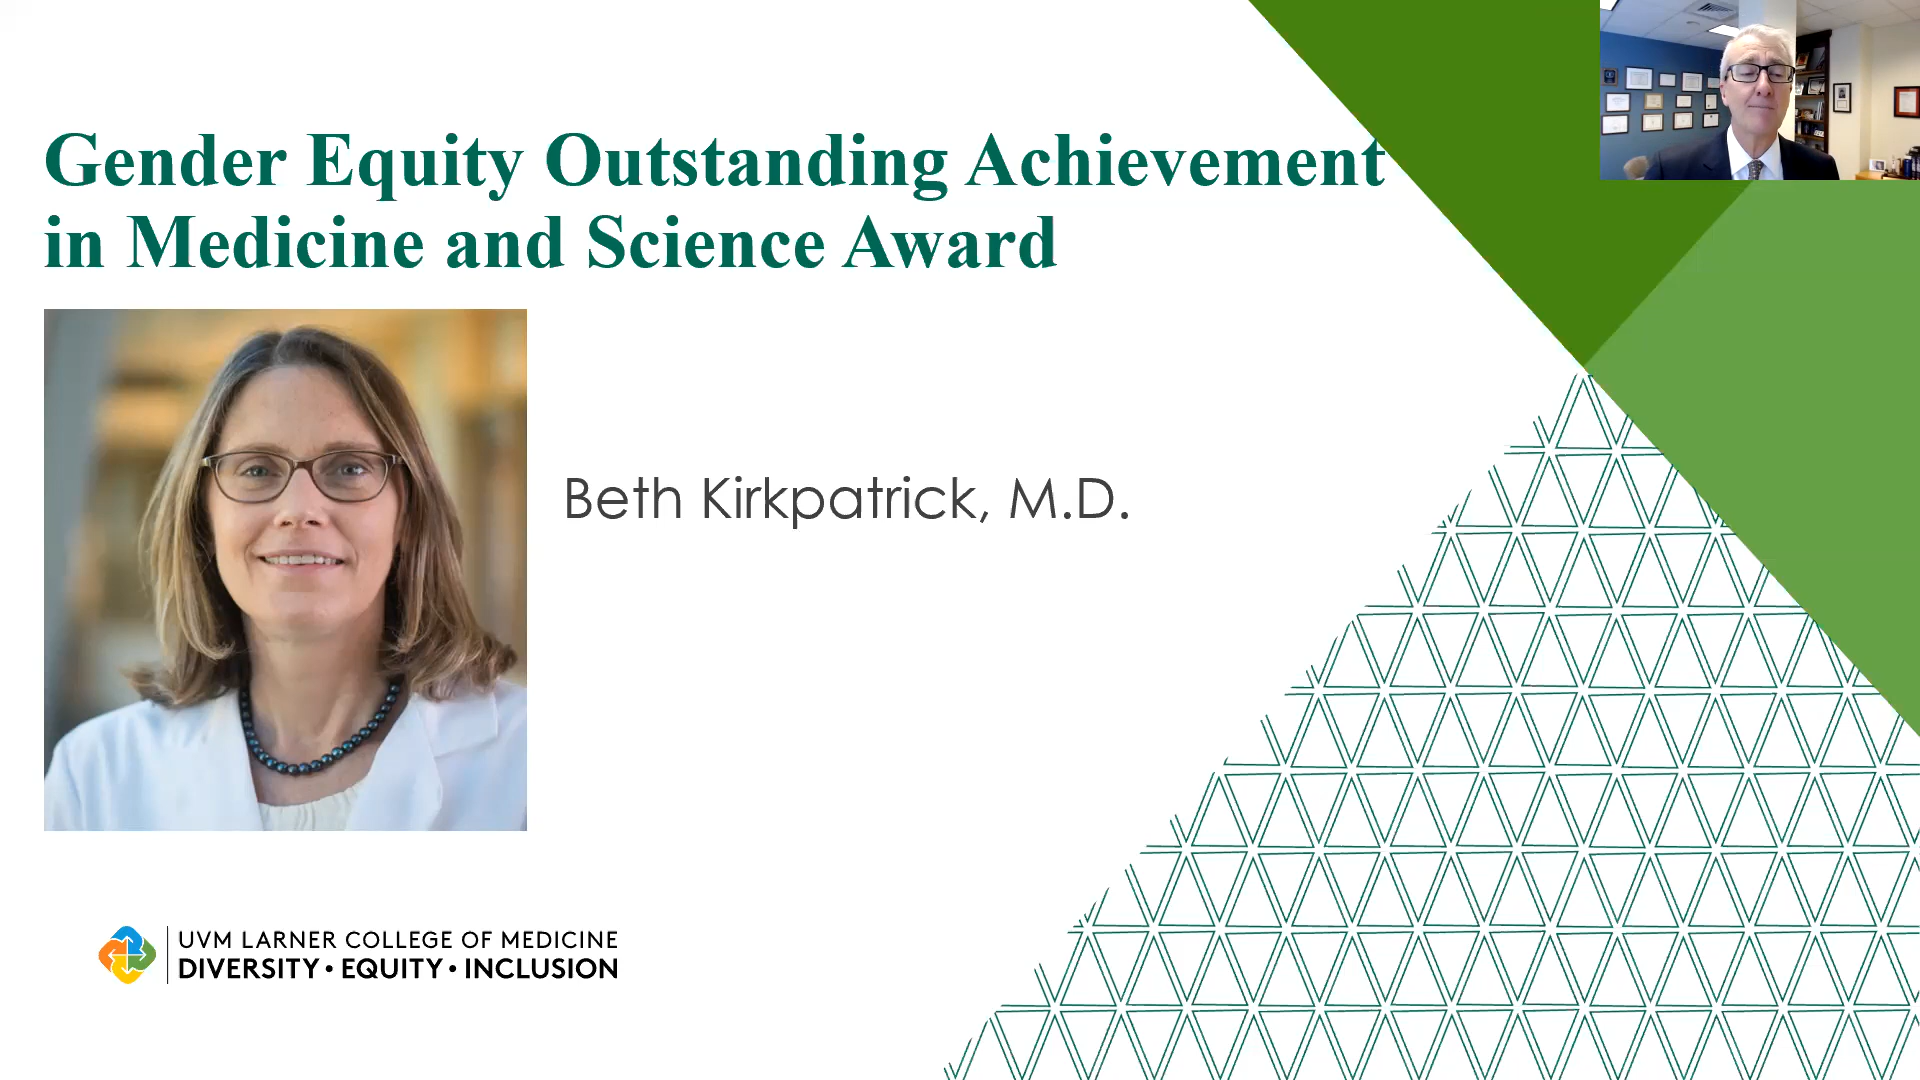 Gender Equity Outstanding Achievement
in Medicine and Science Award
Beth Kirkpatrick, M.D.
UVM LARNER COLLEGE OF MEDICINE
DIVERSITY • EQUITY • INCLUSION